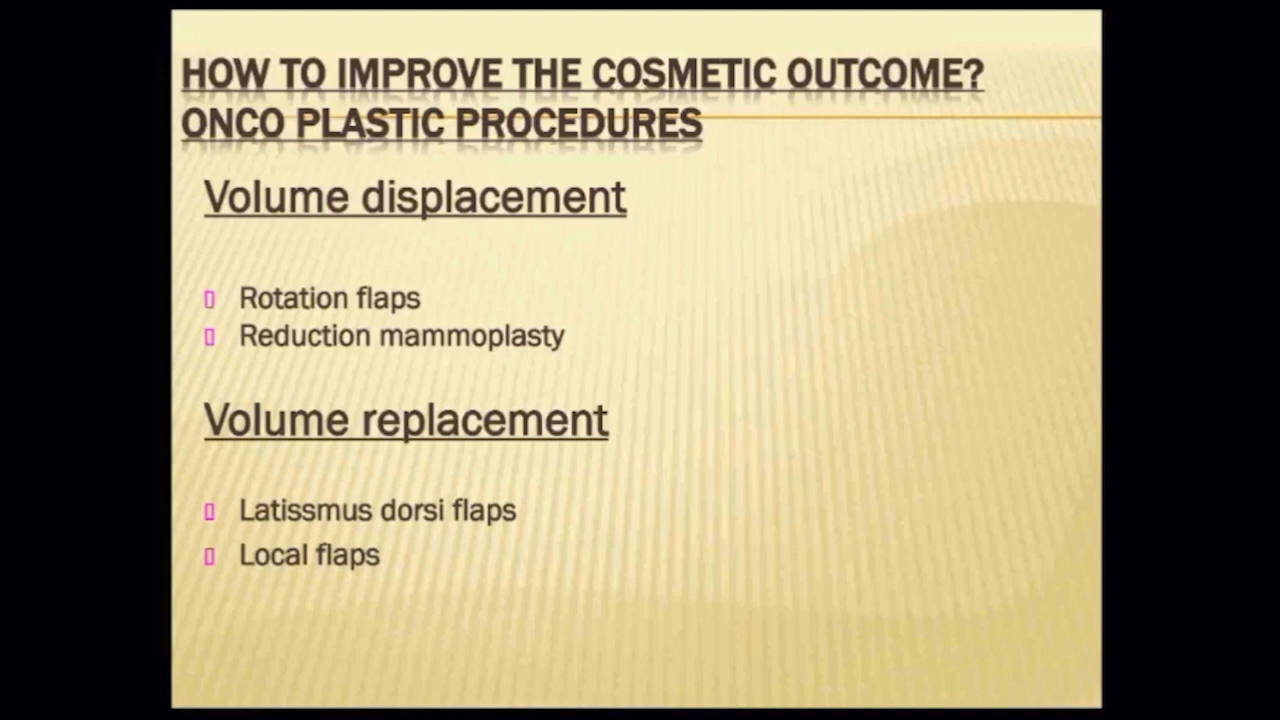 HOW TO IMPROVE THE COSMETIC OUTCOME?
ONCO PLASTIC PROCEDURES
Volume displacement
Rotation flaps
Reduction mammoplasty
Volume replacement
Latissmus dorsi flaps
Local flaps